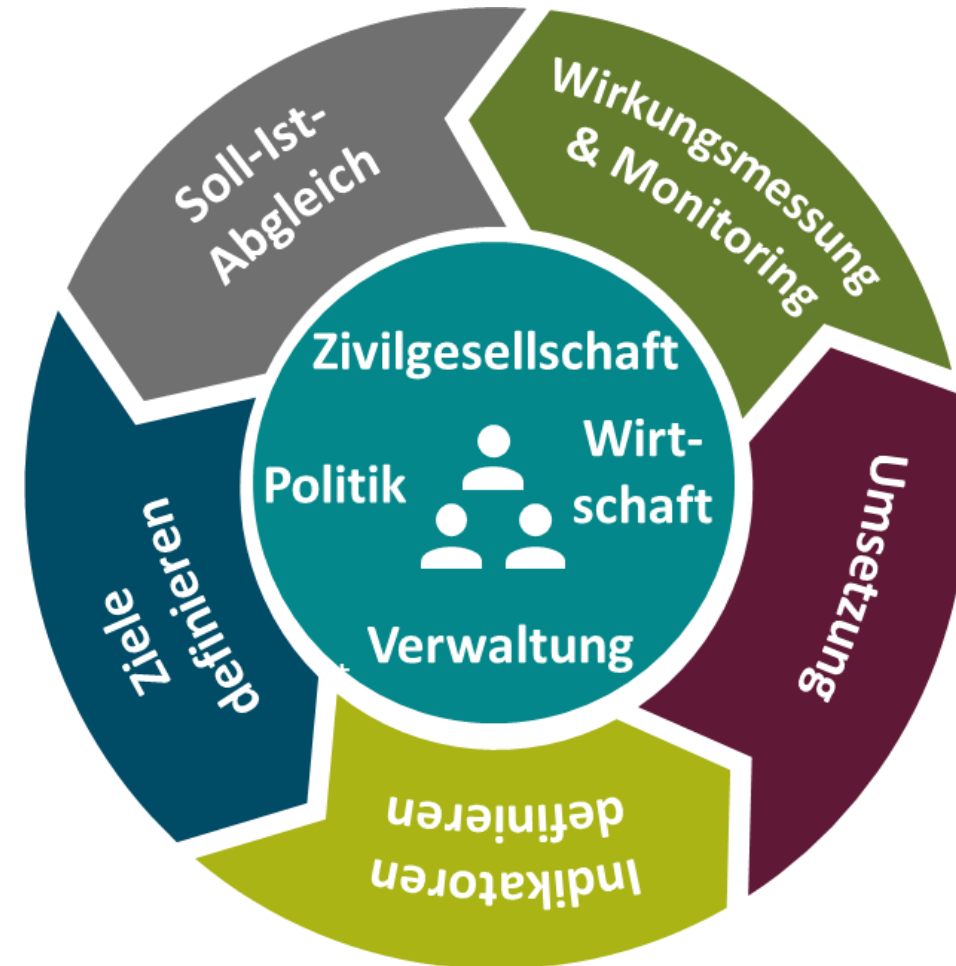 Soll-Ist-
Abgleich
Wirkungsmessung
& Monitoring
Umsetzung
Indikatoren
definieren
Ziele
definieren
Zivilgesellschaft
Politik
Wirt-
schaft
Verwaltung